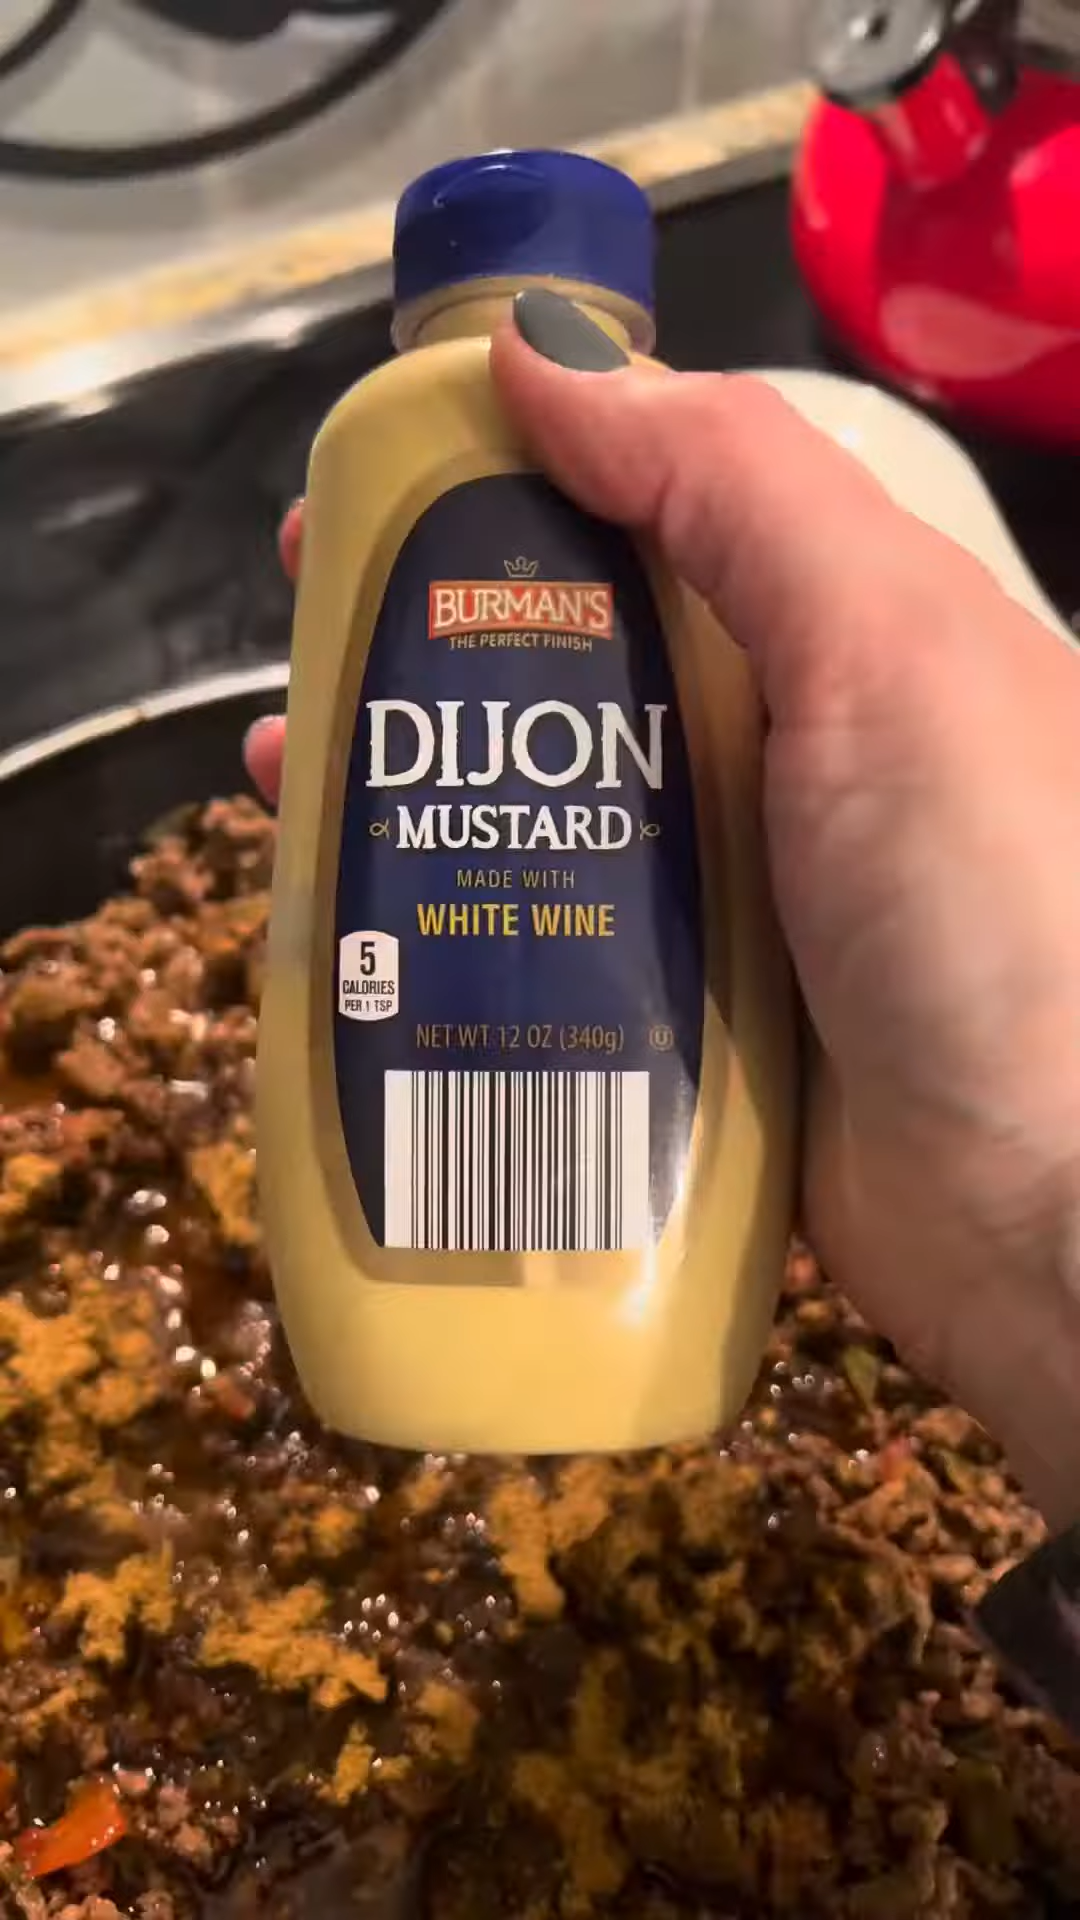 BURMAN'S
THE PERFECT FINISH
DIJON
MUSTARD
MADE WITH
WHITE WINE
5
CALORIES
PER 1 TSP
NET WT 12 OZ (340g)
U